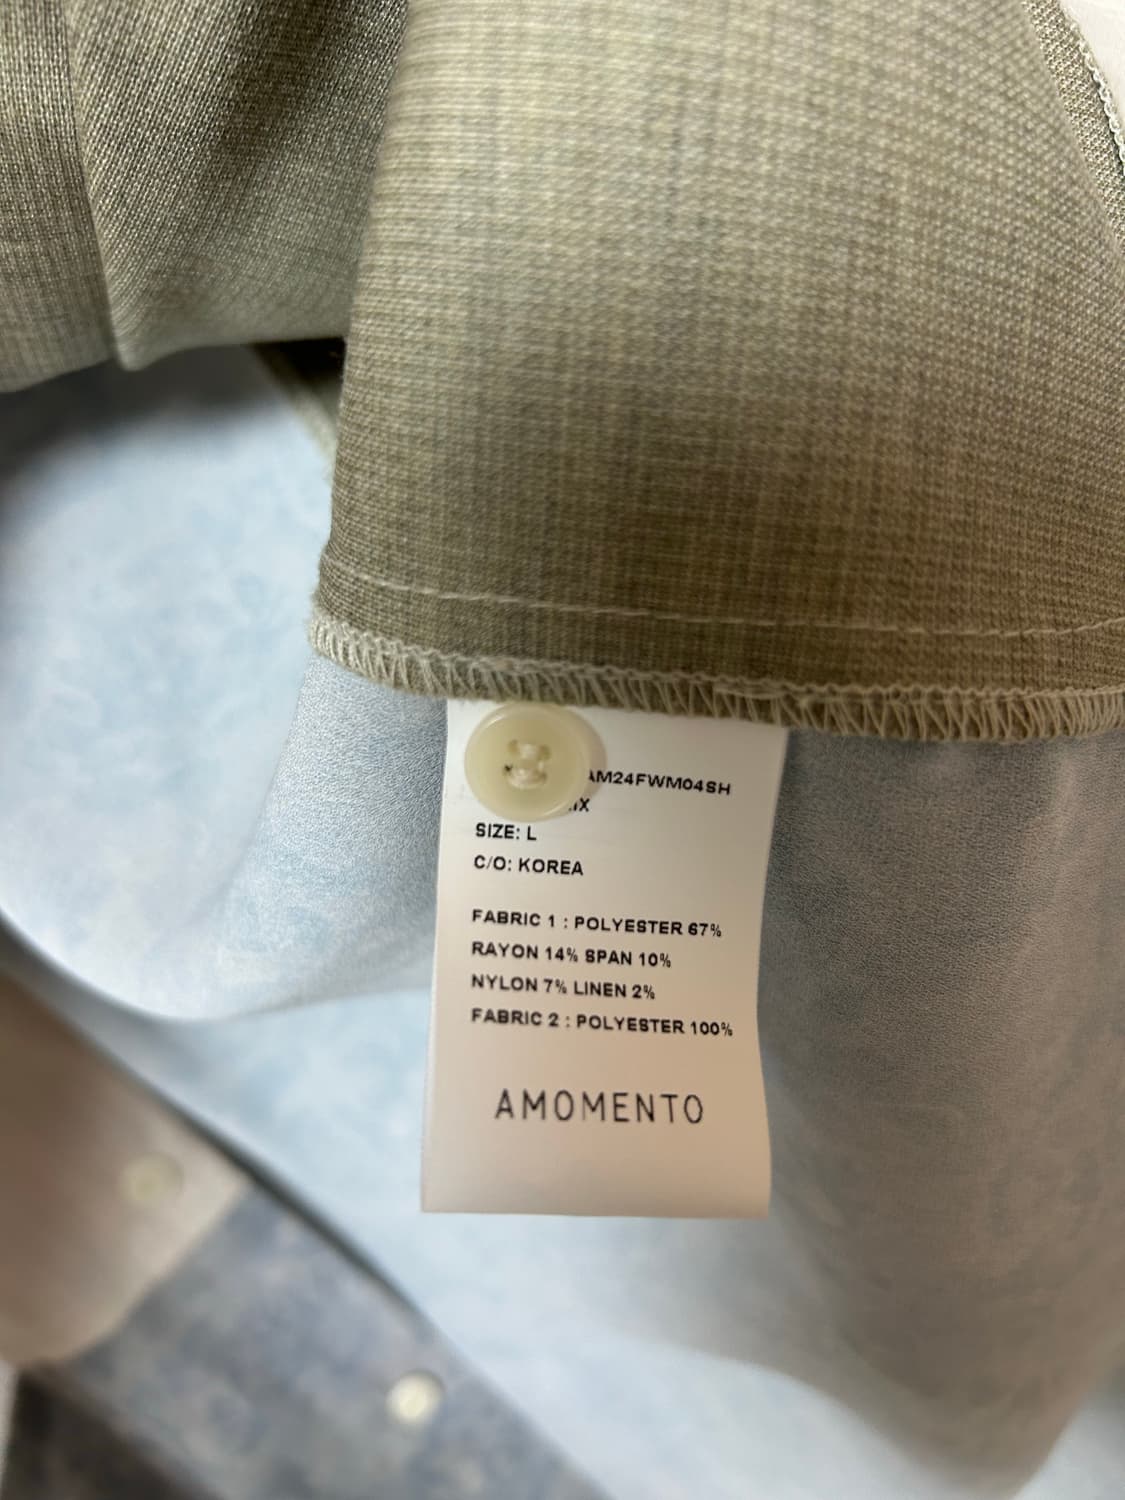 AM24FWM04SH
SIZE: L
C/O: KOREA
FABRIC 1 : POLYESTER 67%
RAYON 14% SPAN 10%
NYLON 7% LINEN 2%
FABRIC 2 : POLYESTER 100%
AMOMENTO